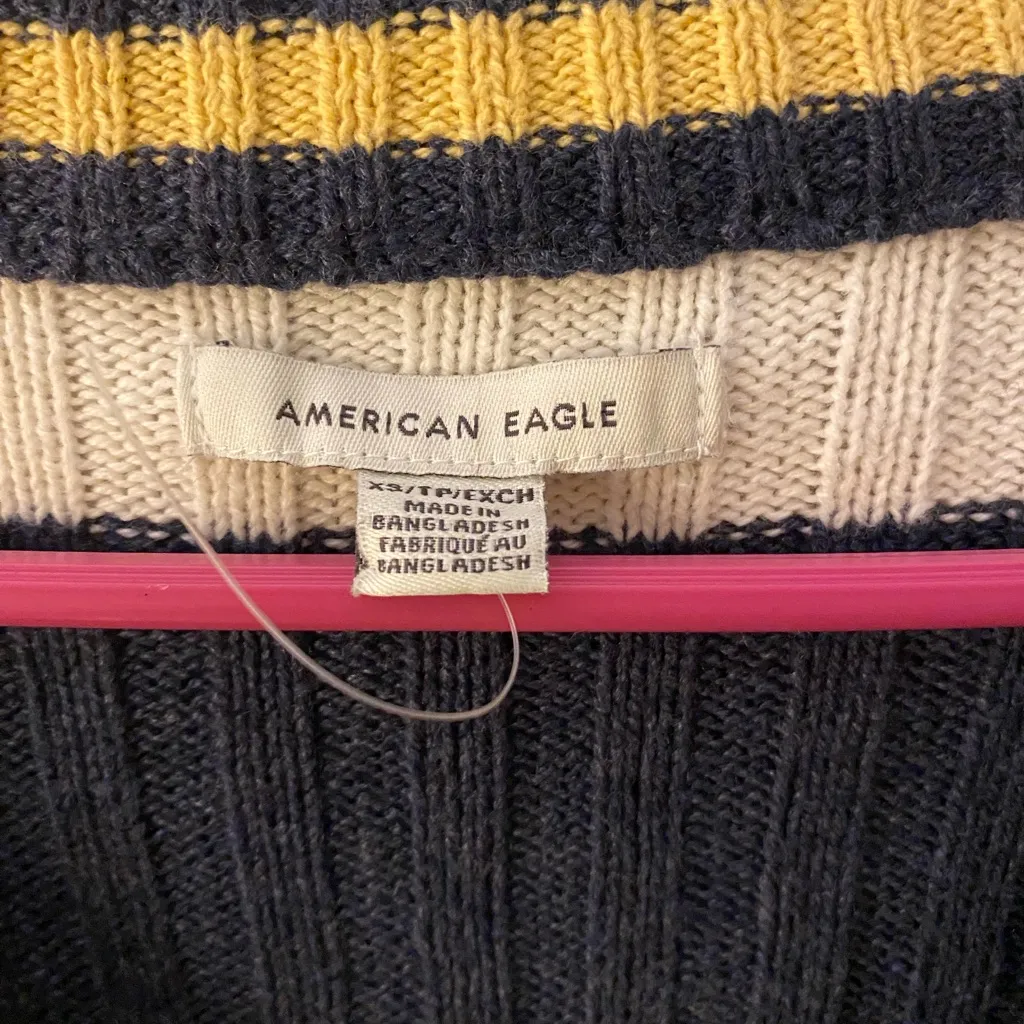 AMERICAN EAGLE
XS/TP/EXCH
MADE IN
BANGLADESH
FABRIQUÉ AU
BANGLADESH